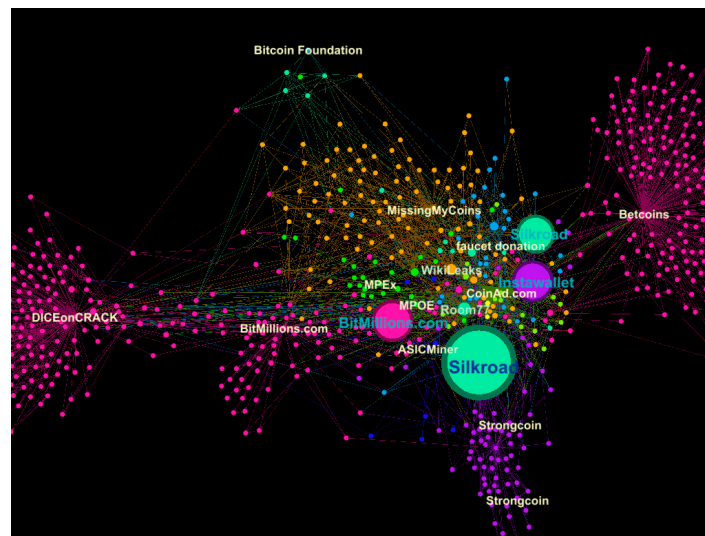 Bitcoin Foundation
MissingMyCoins
Betcoins
Silkroad
faucet donation
WikiLeaks
Instawallet
MPEx
CoinAd.com
MPOE
Room77
DICEonCRACK
BitMillions.com
BitMillions.com
ASICMiner
Silkroad
Strongcoin
Strongcoin